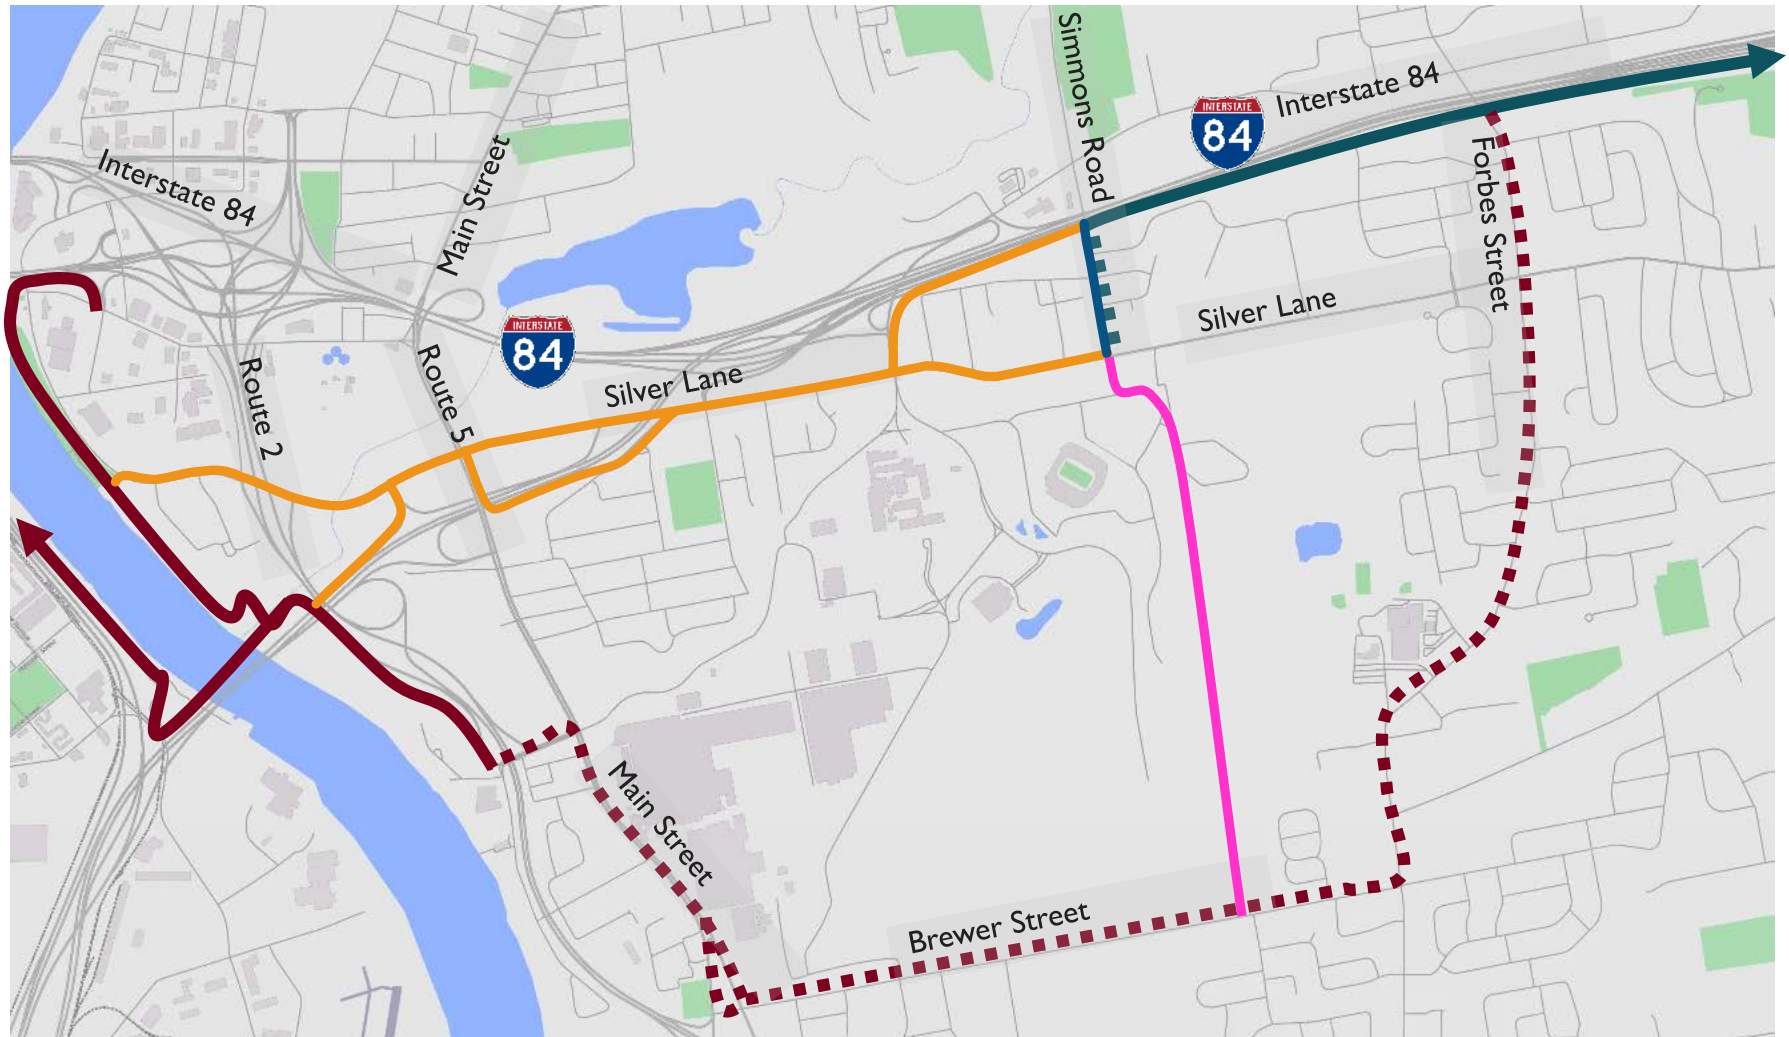 Simmons Road
Interstate 84
INTERSTATE
84
Interstate 84
Main Street
Forbes Street
Silver Lane
INTERSTATE
84
Route 2
Route 5
Silver Lane
Main Street
Brewer Street